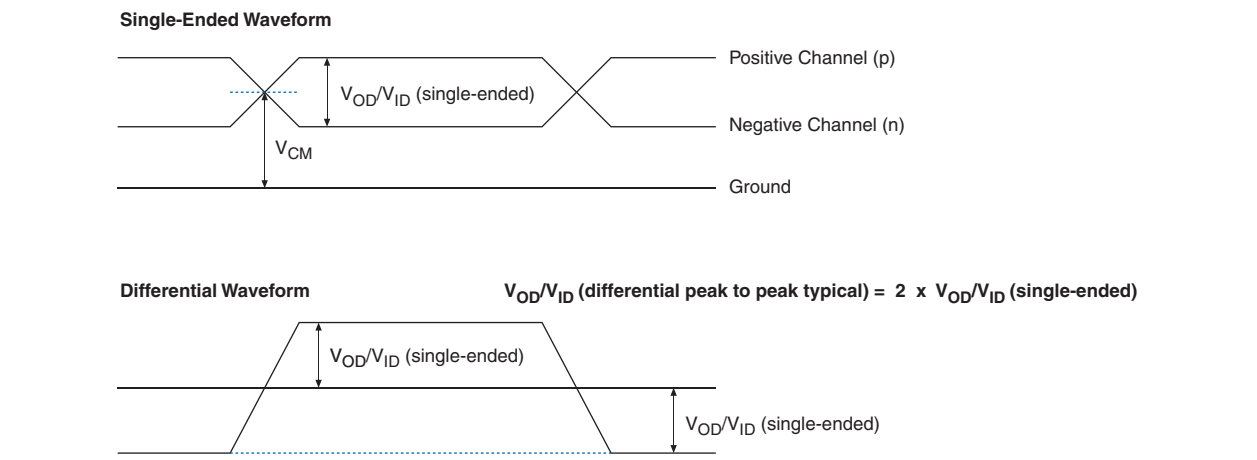 Single-Ended Waveform
Positive Channel (p)
VOD/VID (single-ended)
Negative Channel (n)
VCM
Ground
Differential Waveform
VOD/VID (differential peak to peak typical) = 2 x VOD/VID (single-ended)
VOD/VID (single-ended)
VOD/VID (single-ended)